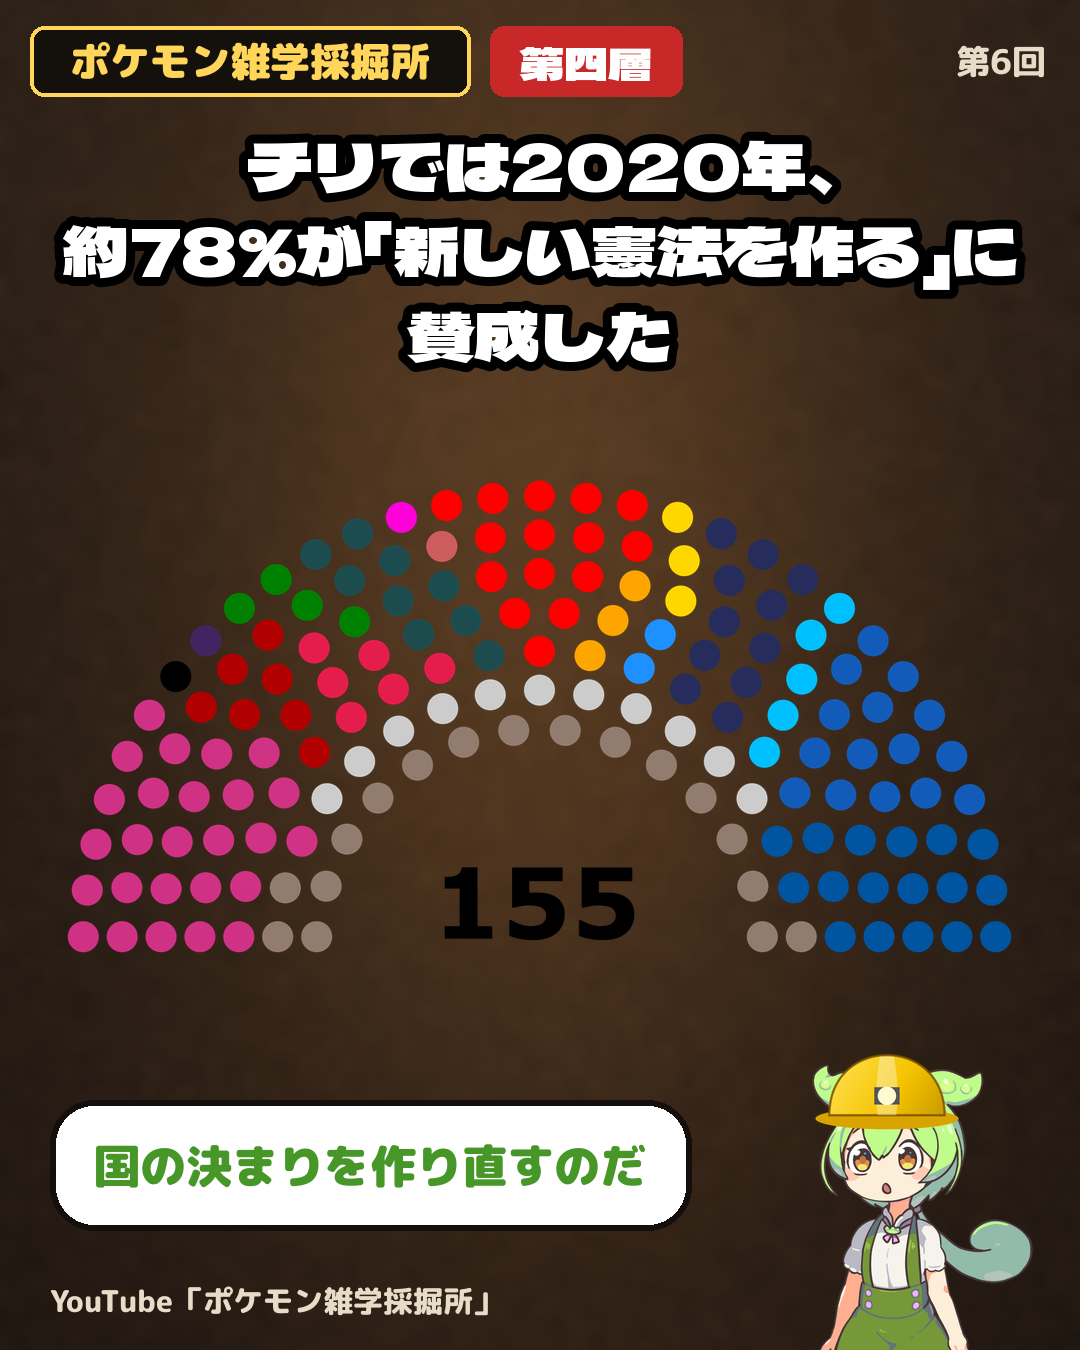 ポケモン雑学採掘所
第四層
第6回
チリでは2020年、
約78%が「新しい憲法を作る」に
賛成した
155
国の決まりを作り直すのだ
YouTube「ポケモン雑学採掘所」